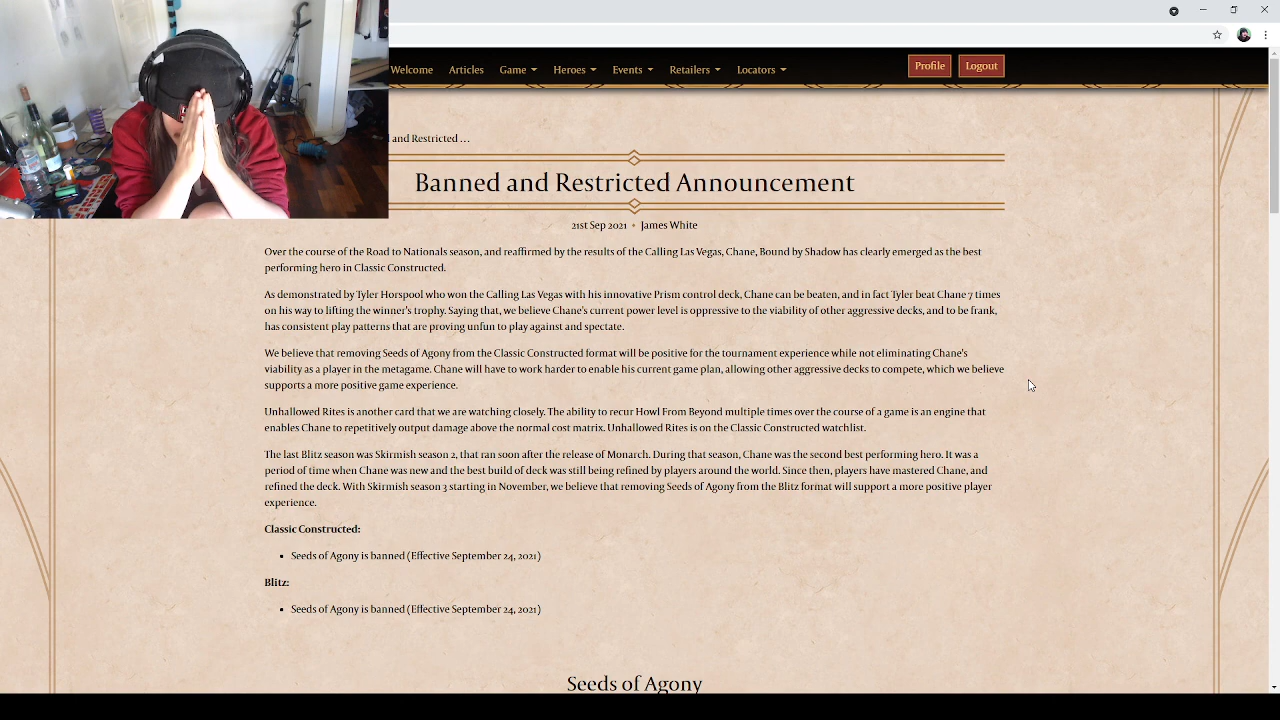 Welcome Articles Game Heroes Events Retailers Locators Profile Logout
and Restricted ...
Banned and Restricted Announcement
21st Sep 2021 • James White
Over the course of the Road to Nationals season, and reaffirmed by the results of the Calling Las Vegas, Chane, Bound by Shadow has clearly emerged as the best
performing hero in Classic Constructed.
As demonstrated by Tyler Horspool who won the Calling Las Vegas with his innovative Prism control deck, Chane can be beaten, and in fact Tyler beat Chane 7 times
on his way to lifting the winner's trophy. Saying that, we believe Chane's current power level is oppressive to the viability of other aggressive decks, and to be frank,
has consistent play patterns that are proving unfun to play against and spectate.
We believe that removing Seeds of Agony from the Classic Constructed format will be positive for the tournament experience while not eliminating Chane's
viability as a player in the metagame. Chane will have to work harder to enable his current game plan, allowing other aggressive decks to compete, which we believe
supports a more positive game experience.
Unhallowed Rites is another card that we are watching closely. The ability to recur Howl From Beyond multiple times over the course of a game is an engine that
enables Chane to repetitively output damage above the normal cost matrix. Unhallowed Rites is on the Classic Constructed watchlist.
The last Blitz season was Skirmish season 2, that ran soon after the release of Monarch. During that season, Chane was the second best performing hero. It was a
period of time when Chane was new and the best build of deck was still being refined by players around the world. Since then, players have mastered Chane, and
refined the deck. With Skirmish season 3 starting in November, we believe that removing Seeds of Agony from the Blitz format will support a more positive player
experience.
Classic Constructed:
▪ Seeds of Agony is banned (Effective September 24, 2021)
Blitz:
▪ Seeds of Agony is banned (Effective September 24, 2021)
Seeds of Agony